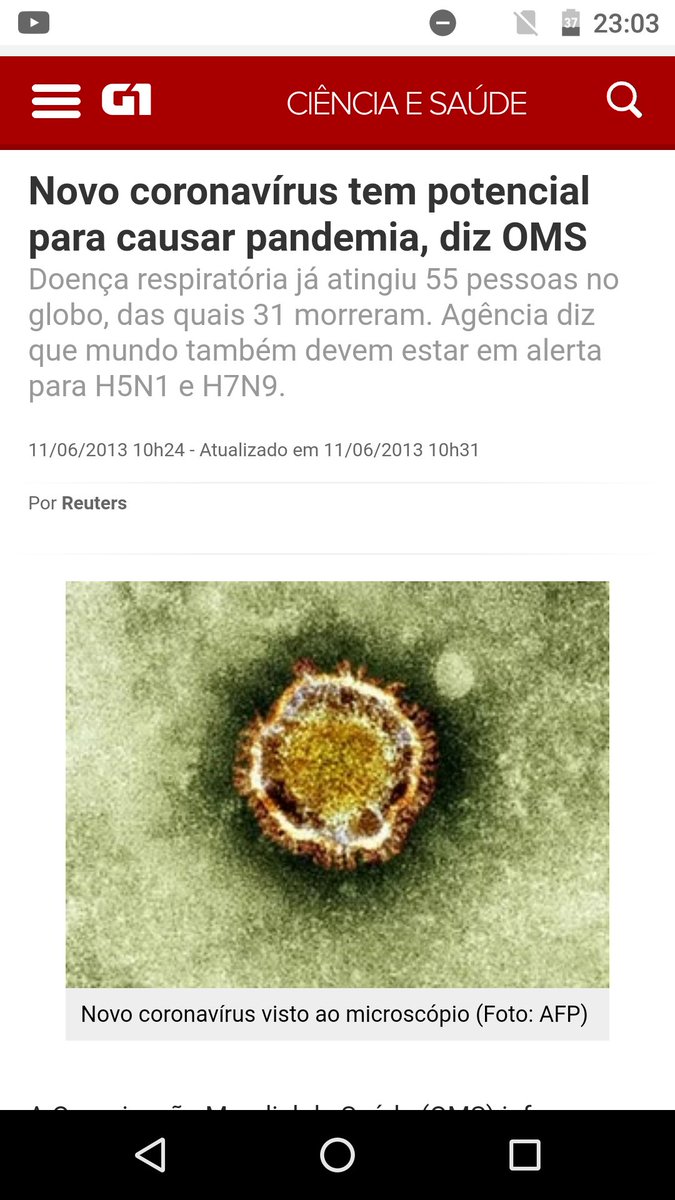 37 23:03
G1 CIÊNCIA E SAÚDE
Novo coronavírus tem potencial
para causar pandemia, diz OMS
Doença respiratória já atingiu 55 pessoas no
globo, das quais 31 morreram. Agência diz
que mundo também devem estar em alerta
para H5N1 e H7N9.
11/06/2013 10h24 - Atualizado em 11/06/2013 10h31
Por Reuters
Novo coronavírus visto ao microscópio (Foto: AFP)